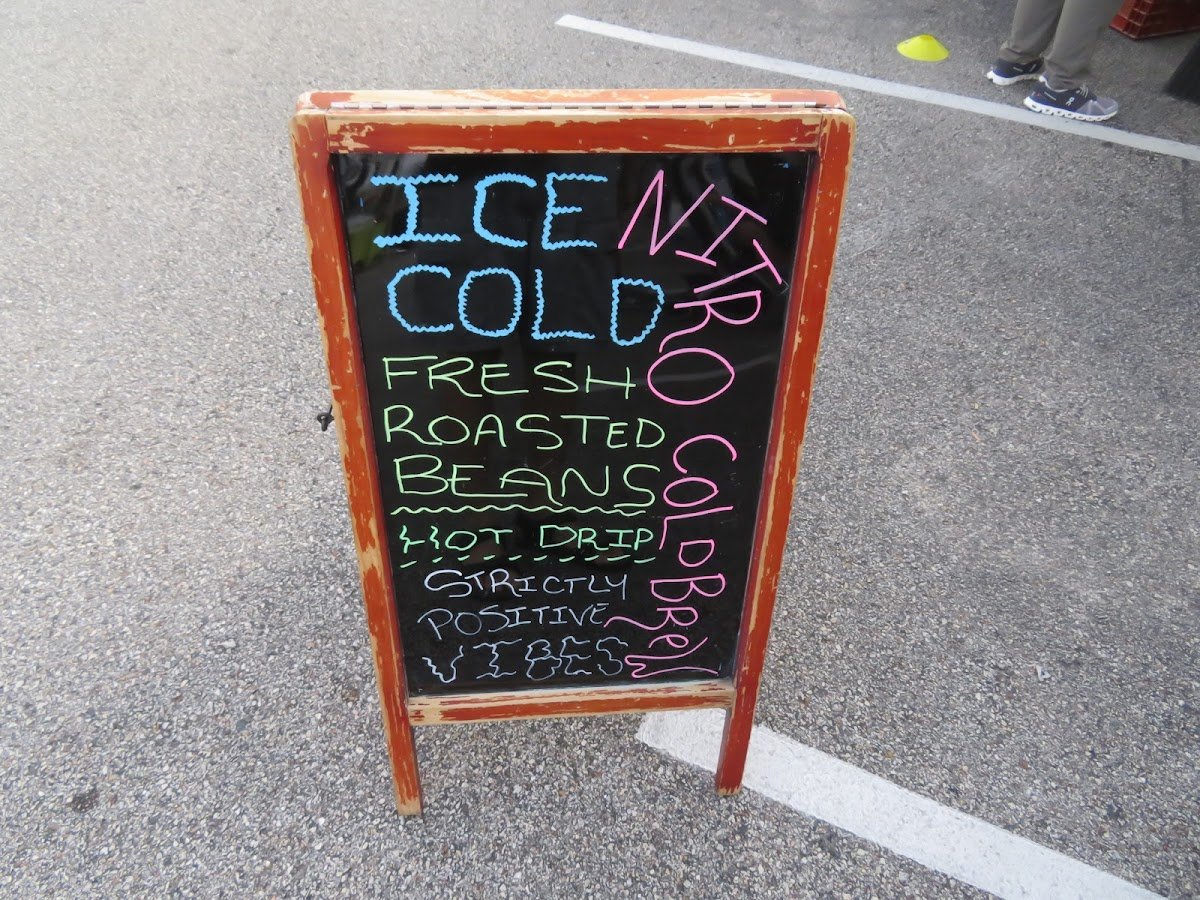 ICE
COLD
FRESH
ROASTED
BEANS
HOT DRIP
STRICTLY
POSITIVE
VIBES
NITRO COLD BReW